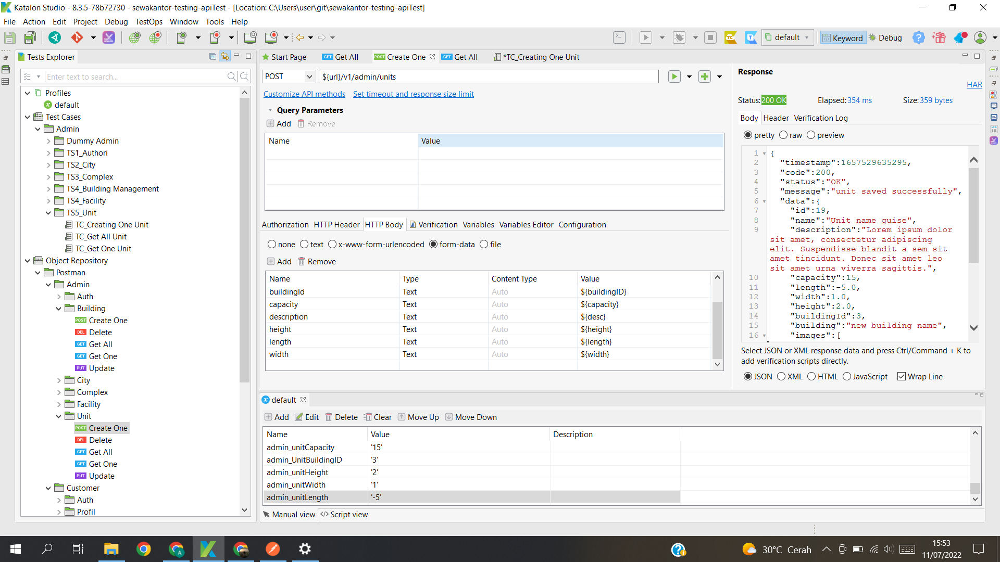 Katalon Studio - 8.3.5-78b72730 - sewakantor-testing-apiTest - [Location: C:\Users\user\git\sewakantor-testing-apiTest]
File Action Edit Project Debug TestOps Window Tools Help
default
Keyword
Debug
Tests Explorer
Enter text to search...
Profiles
default
Test Cases
Admin
Dummy Admin
TS1_Authori
TS2_City
TS3_Complex
TS4_Building Management
TS4_Facility
TS5_Unit
TC_Creating One Unit
TC_Get All Unit
TC_Get One Unit
Object Repository
Postman
Admin
Auth
Building
POST Create One
DEL Delete
GET Get All
GET Get One
PUT Update
City
Complex
Facility
Unit
POST Create One
DEL Delete
GET Get All
GET Get One
PUT Update
Customer
Auth
Profil
Start Page GET Get All POST Create One GET Get All *TC_Creating One Unit
POST ${url}/v1/admin/units
Customize API methods Set timeout and response size limit
Query Parameters
Add Remove
Name Value
Authorization HTTP Header HTTP Body Verification Variables Variables Editor Configuration
none text x-www-form-urlencoded form-data file
Add Remove
Name Type Content Type Value
buildingId Text Auto ${buildingID}
capacity Text Auto ${capacity}
description Text Auto ${desc}
height Text Auto ${height}
length Text Auto ${length}
width Text Auto ${width}
Response
HAR
Status: 200 OK Elapsed: 354 ms Size: 359 bytes
Body Header Verification Log
pretty raw preview
1 {
2 "timestamp":1657529635295,
3 "code":200,
4 "status":"OK",
5 "message":"unit saved successfully",
6 "data":{
7 "id":19,
8 "name":"Unit name guise",
9 "description":"Lorem ipsum dolor
sit amet, consectetur adipiscing
elit. Suspendisse blandit a sem sit
amet tincidunt. Donec sit amet leo
sit amet urna viverra sagittis.",
10 "capacity":15,
11 "length":-5.0,
12 "width":1.0,
13 "height":2.0,
14 "buildingId":3,
15 "building":"new building name",
16 "images":[
Select JSON or XML response data and press Ctrl/Command + K to
add verification scripts directly.
JSON XML HTML JavaScript Wrap Line
default
Add Edit Delete Clear Move Up Move Down
Name Value Description
admin_unitCapacity '15'
admin_UnitBuildingID '3'
admin_unitHeight '2'
admin_unitWidth '1'
admin_unitLength '-5'
Manual view Script view
30°C Cerah
15:53
11/07/2022